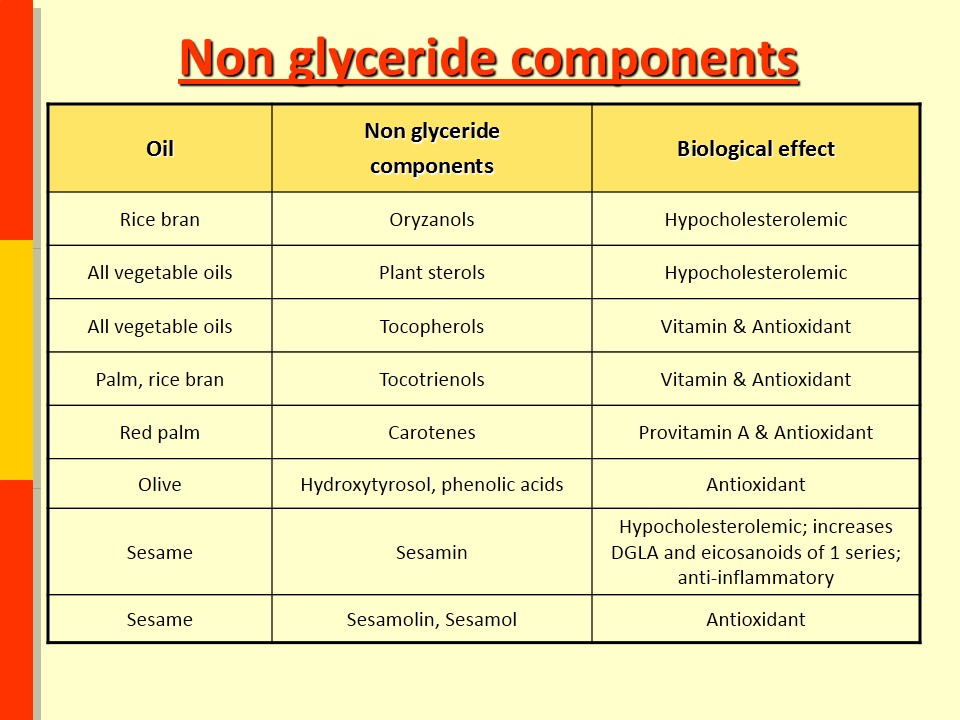 Non glyceride components
Oil
Non glyceride
components
Biological effect
Rice bran
Oryzanols
Hypocholesterolemic
All vegetable oils
Plant sterols
Hypocholesterolemic
All vegetable oils
Tocopherols
Vitamin & Antioxidant
Palm, rice bran
Tocotrienols
Vitamin & Antioxidant
Red palm
Carotenes
Provitamin A & Antioxidant
Olive
Hydroxytyrosol, phenolic acids
Antioxidant
Sesame
Sesamin
Hypocholesterolemic; increases
DGLA and eicosanoids of 1 series;
anti-inflammatory
Sesame
Sesamolin, Sesamol
Antioxidant